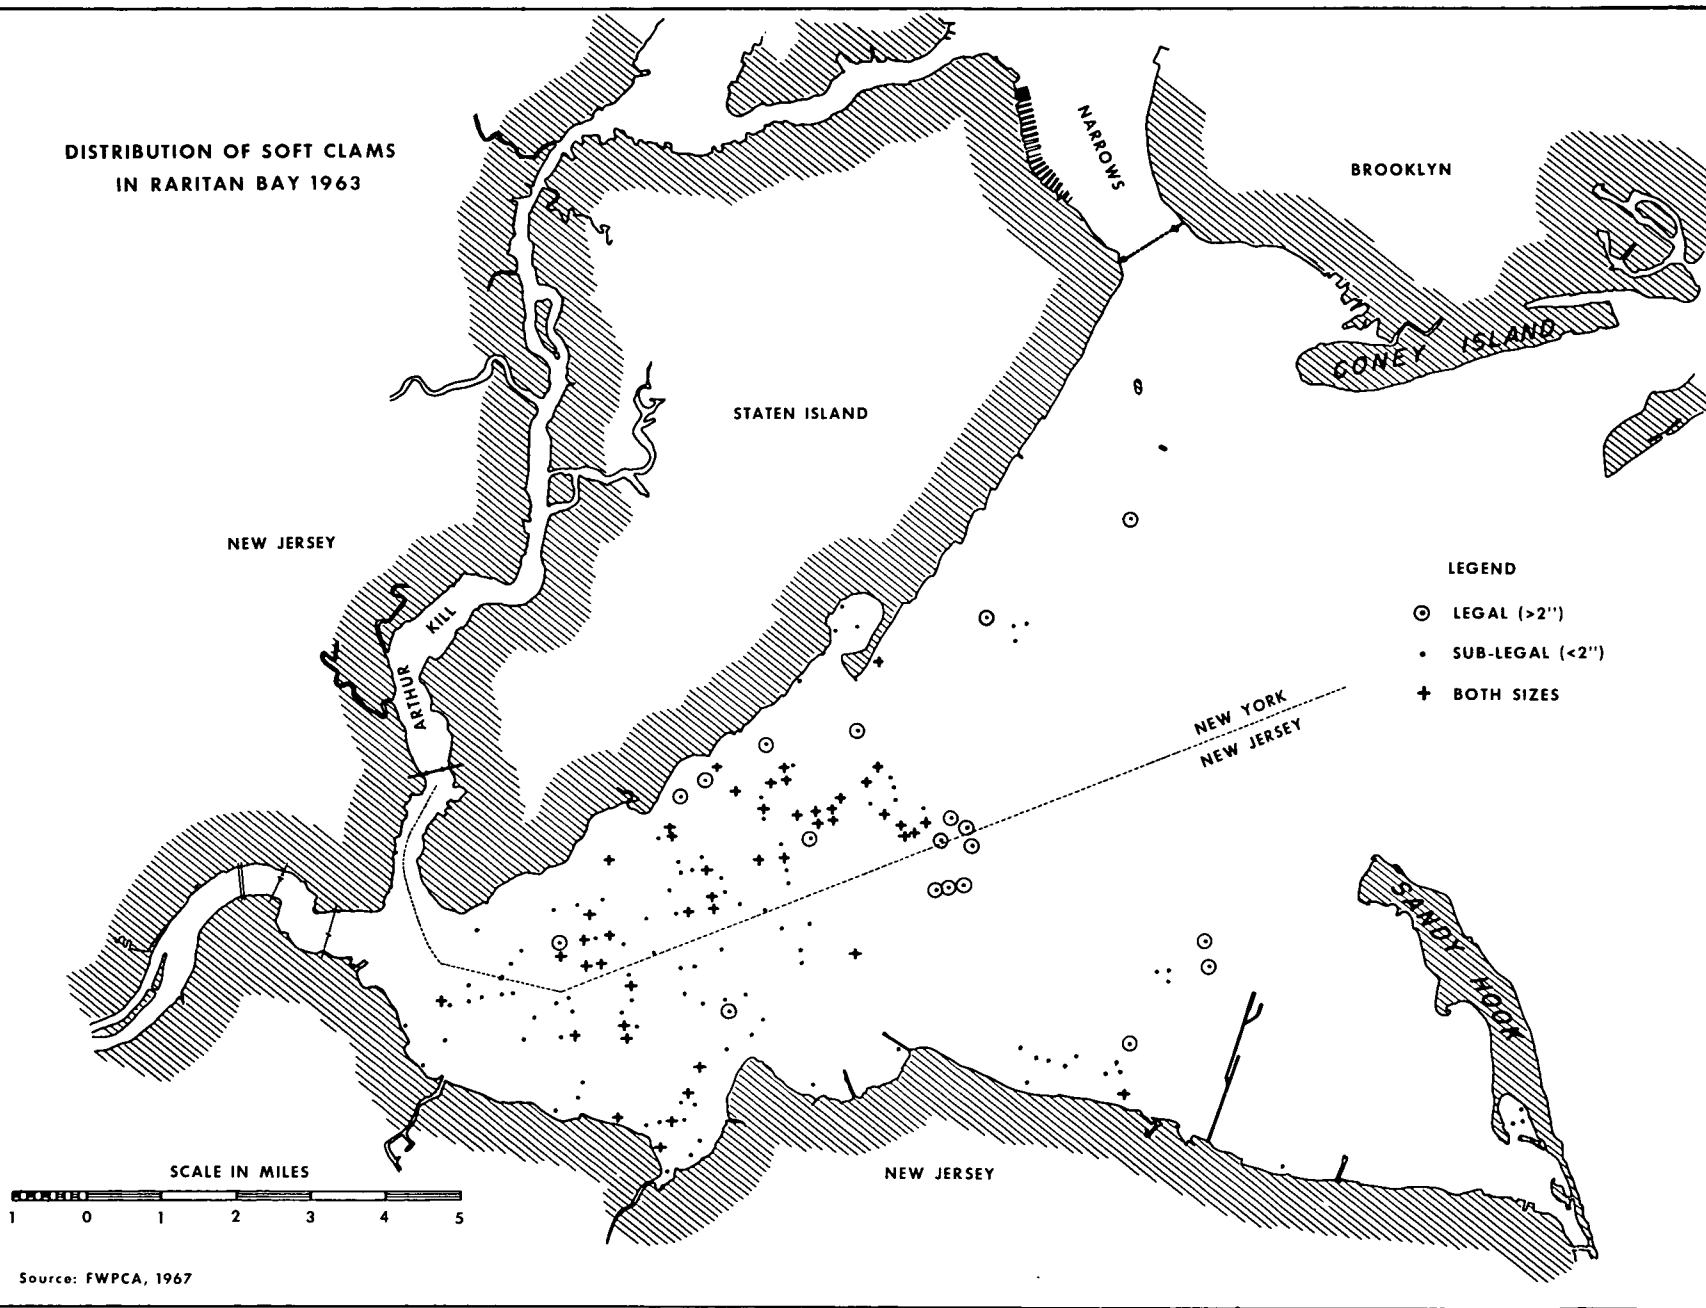 DISTRIBUTION OF SOFT CLAMS
IN RARITAN BAY 1963
NARROWS
BROOKLYN
CONEY ISLAND
STATEN ISLAND
NEW JERSEY
ARTHUR KILL
LEGEND
LEGAL (>2")
SUB-LEGAL (<2")
BOTH SIZES
NEW YORK
NEW JERSEY
SANDY HOOK
NEW JERSEY
SCALE IN MILES
1 0 1 2 3 4 5
Source: FWPCA, 1967